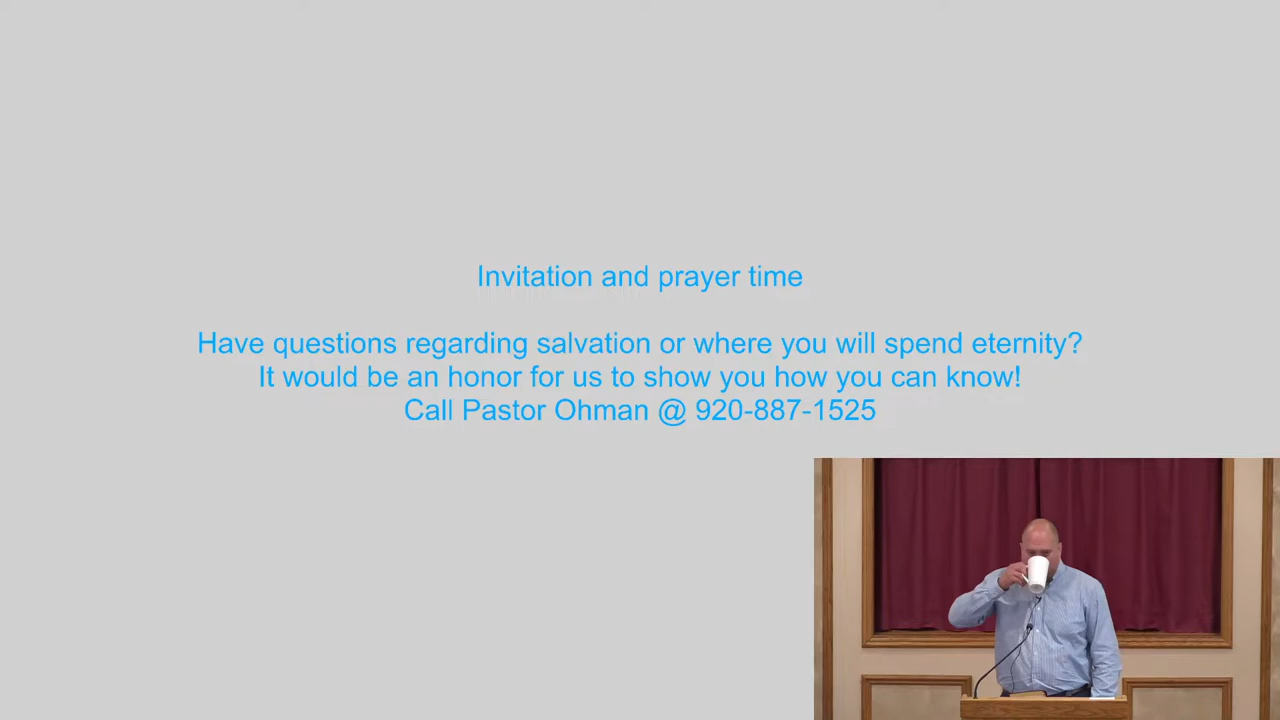 Invitation and prayer time
Have questions regarding salvation or where you will spend eternity?
It would be an honor for us to show you how you can know!
Call Pastor Ohman @ 920-887-1525